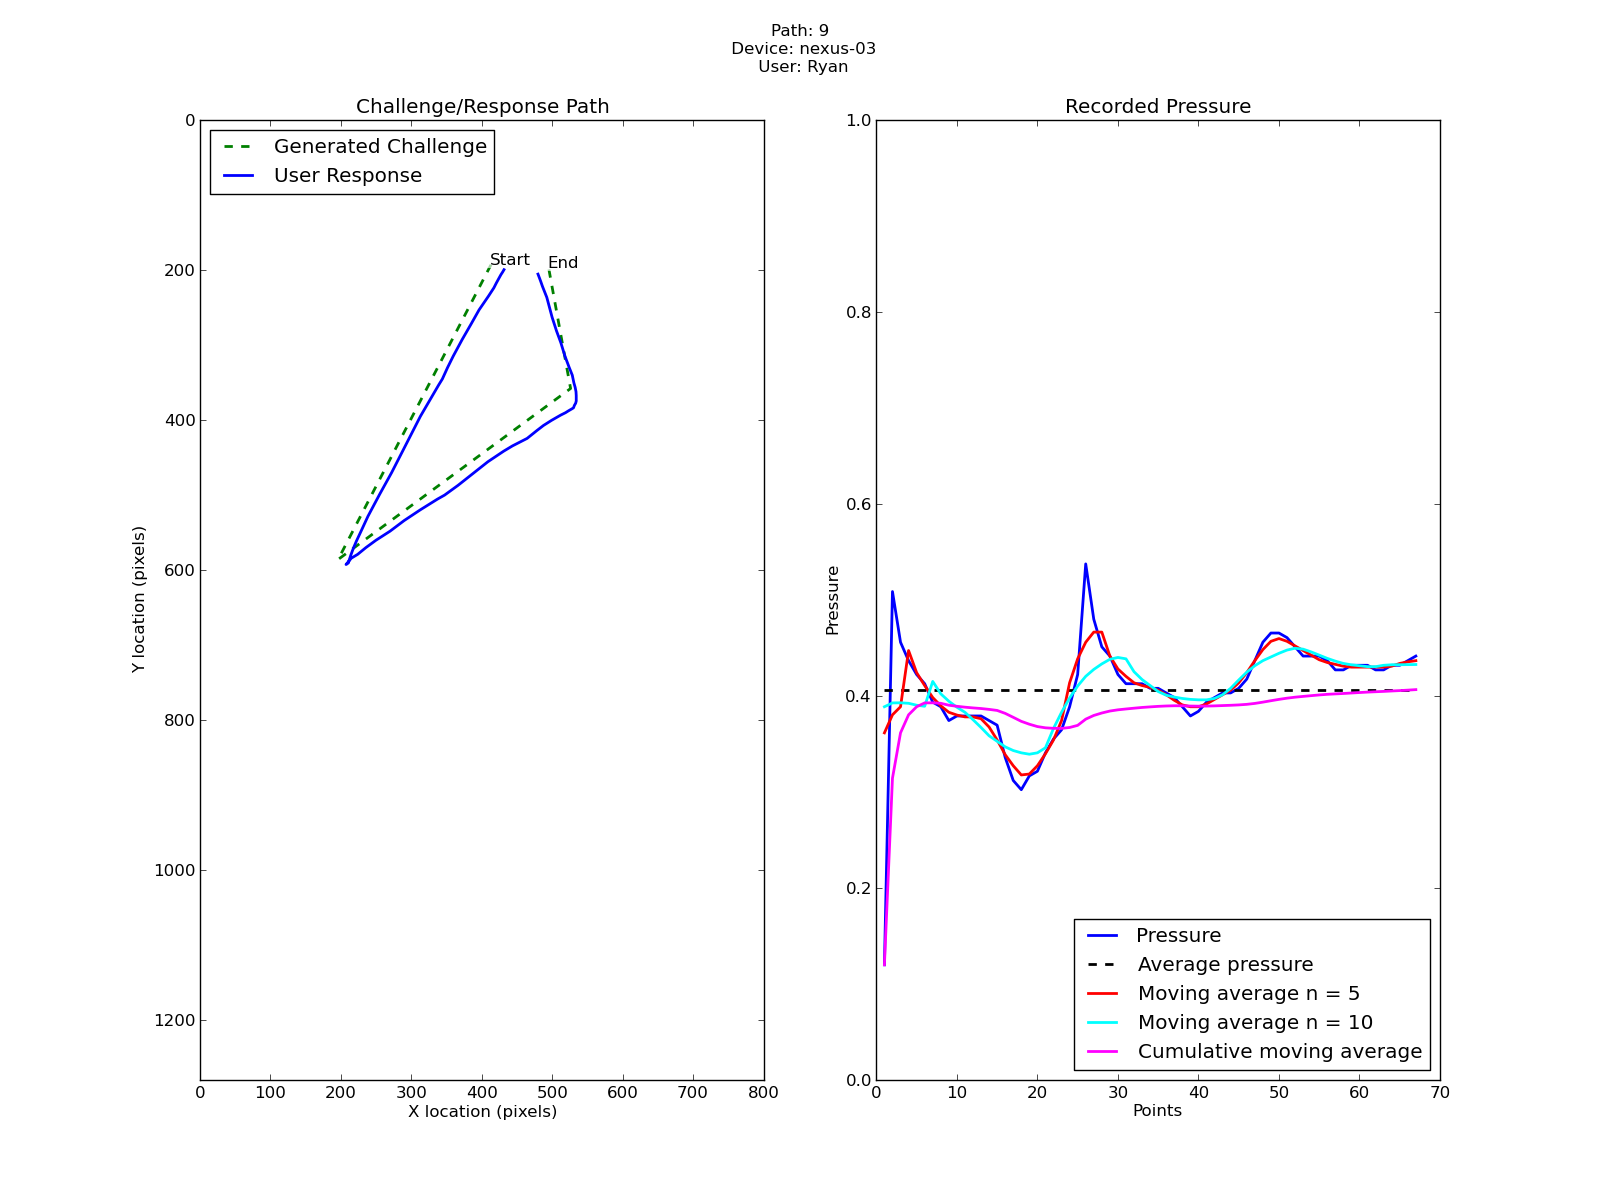 Path: 9
Device: nexus-03
User: Ryan
Challenge/Response Path
Generated Challenge
User Response
Start
End
0
200
400
600
800
1000
1200
Y location (pixels)
0 100 200 300 400 500 600 700 800
X location (pixels)
Recorded Pressure
1.0
0.8
0.6
0.4
0.2
0.0
Pressure
Pressure
Average pressure
Moving average n = 5
Moving average n = 10
Cumulative moving average
0 10 20 30 40 50 60 70
Points